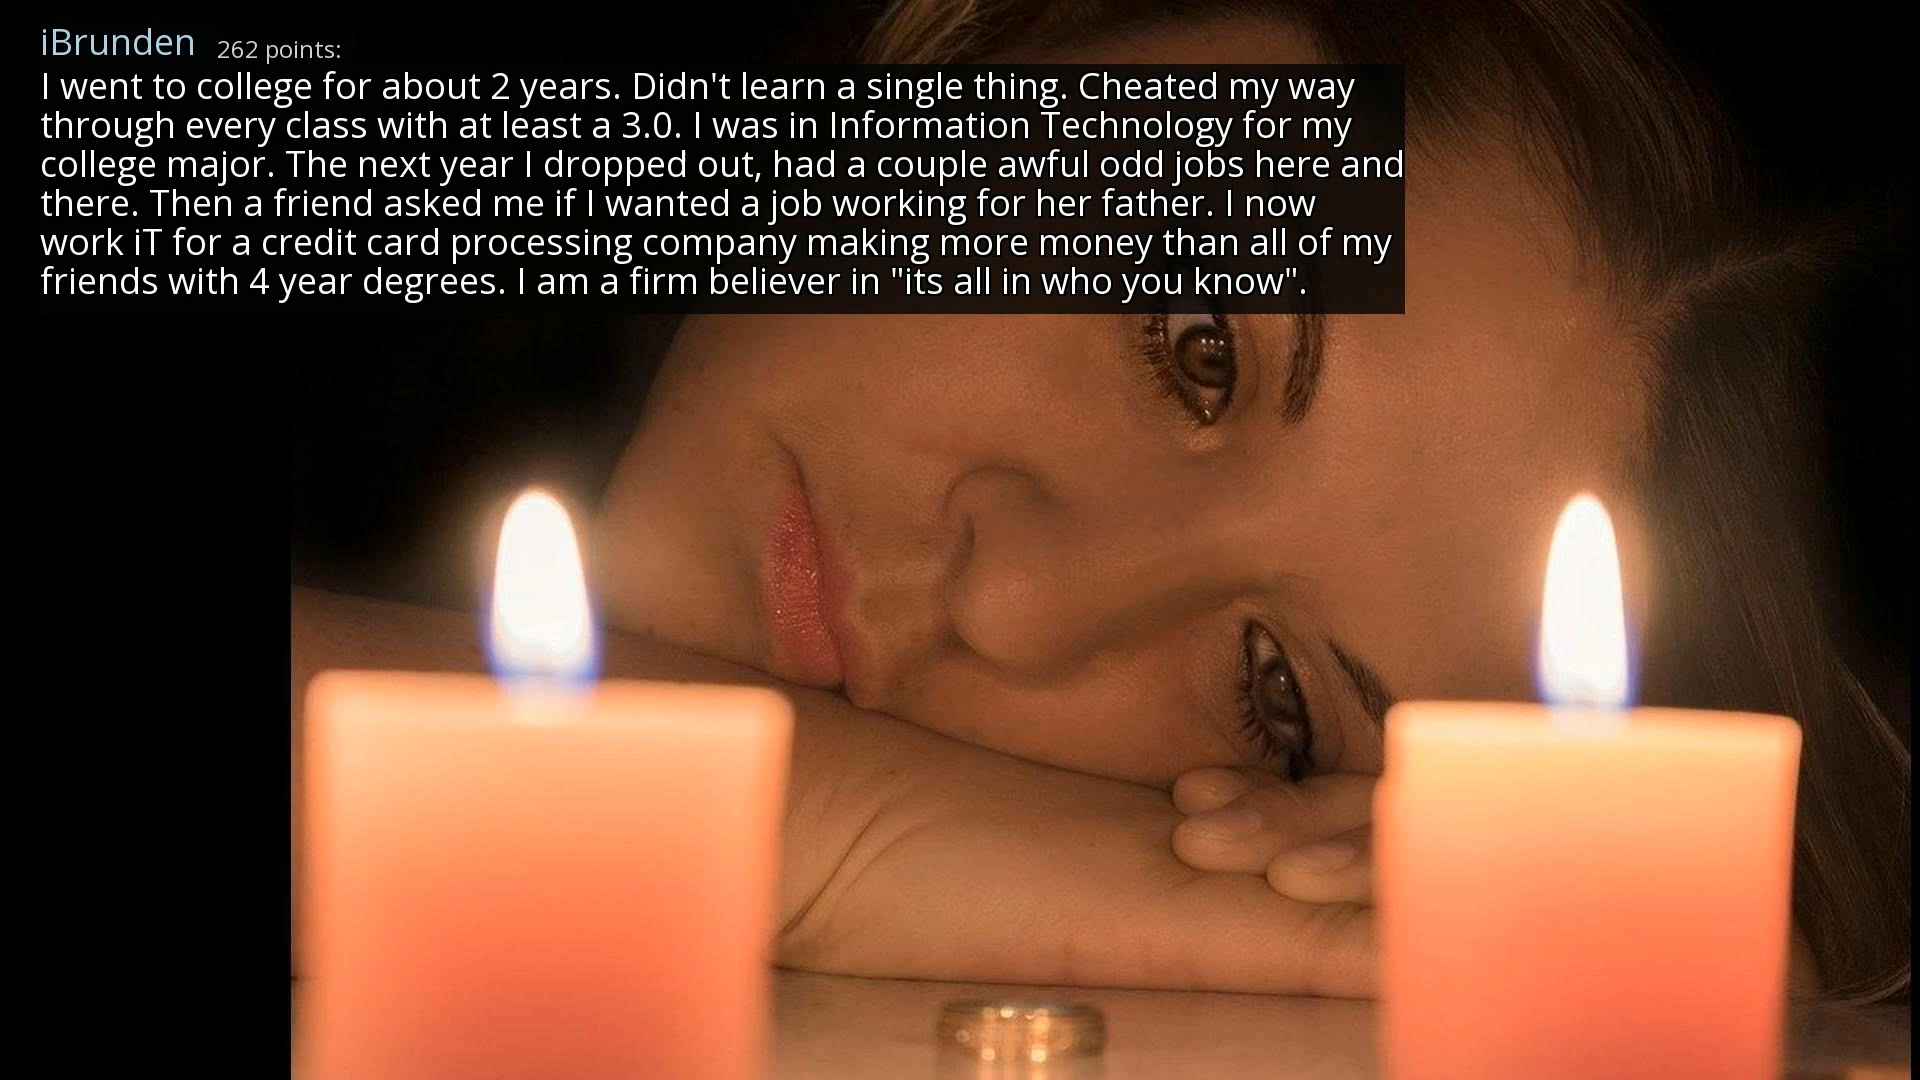 iBrunden 262 points:
I went to college for about 2 years. Didn't learn a single thing. Cheated my way
through every class with at least a 3.0. I was in Information Technology for my
college major. The next year I dropped out, had a couple awful odd jobs here and
there. Then a friend asked me if I wanted a job working for her father. I now
work iT for a credit card processing company making more money than all of my
friends with 4 year degrees. I am a firm believer in "its all in who you know".